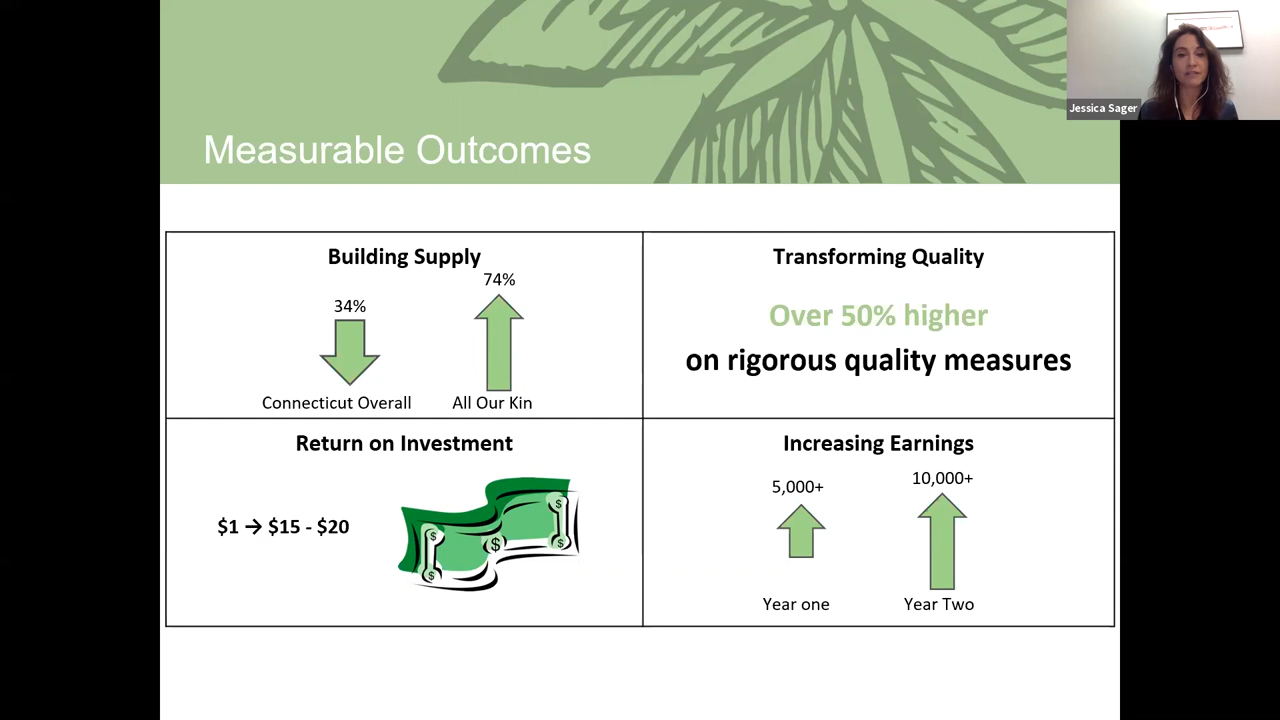 Measurable Outcomes
Jessica Sager
Building Supply
34%
74%
Connecticut Overall
All Our Kin
Transforming Quality
Over 50% higher
on rigorous quality measures
Return on Investment
$1 → $15 - $20
$
$
$
$
$
Increasing Earnings
5,000+
10,000+
Year one
Year Two